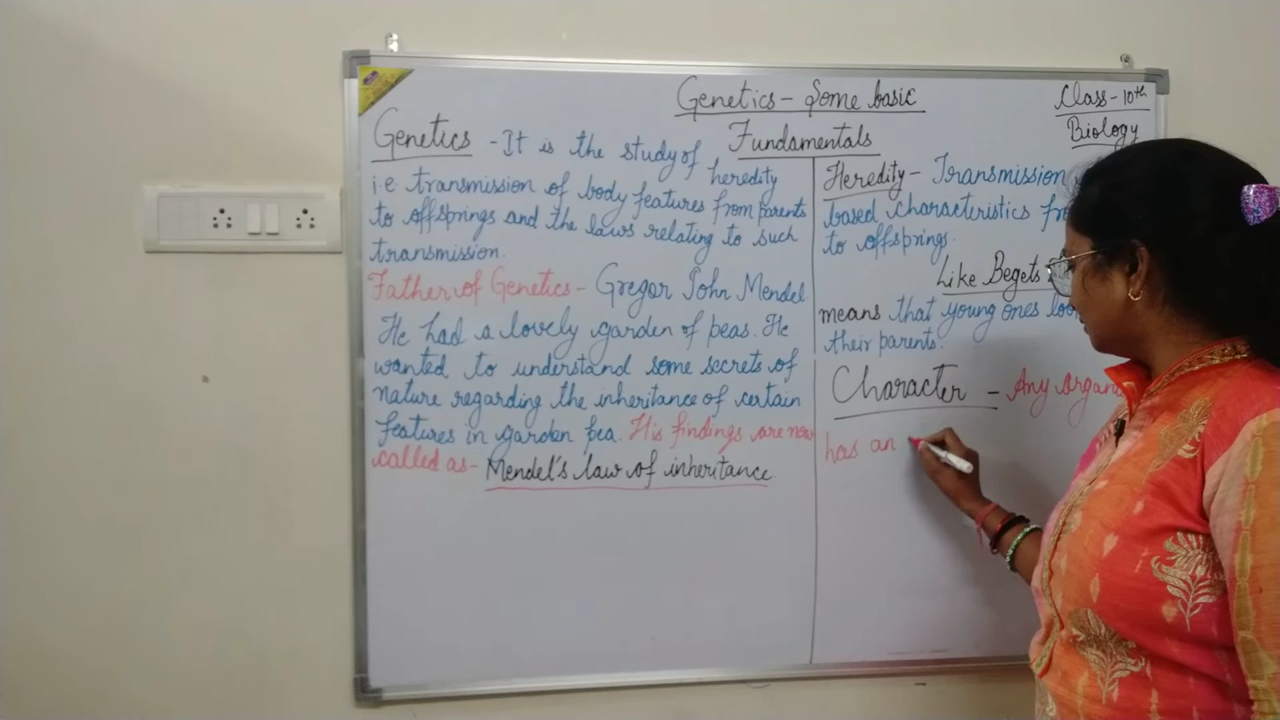 Genetics - Some basic
Fundamentals
Class - 10th
Biology
Genetics - It is the study of heredity
i.e transmission of body features from parents
to offsprings and the laws relating to such
transmission.
Father of Genetics - Gregor John Mendel
He had a lovely garden of peas. He
wanted to understand some secrets of
nature regarding the inheritance of certain
features in garden pea. His findings are now
called as - Mendel's law of inheritance
Heredity - Transmission
based characteristics
to offsprings.
Like Begets
means that young ones
their parents.
Character - Any
has an